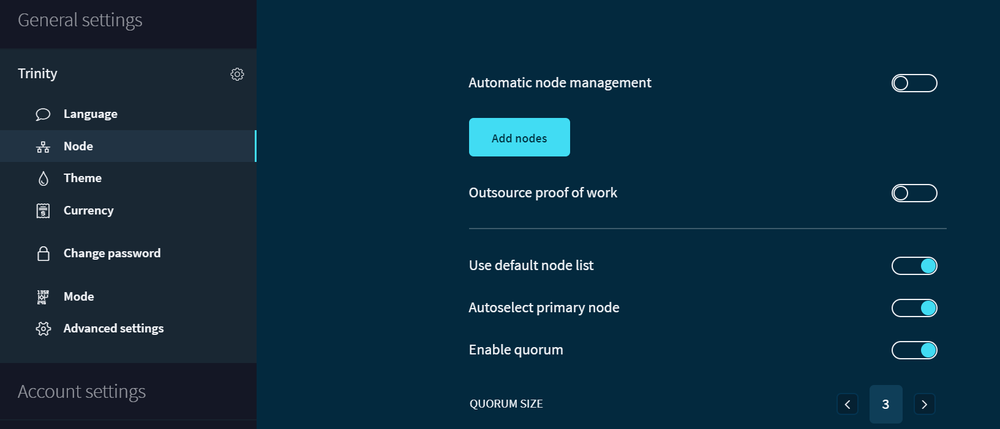 General settings
Trinity
Language
Node
Theme
Currency
Change password
Mode
Advanced settings
Account settings
Automatic node management
Add nodes
Outsource proof of work
Use default node list
Autoselect primary node
Enable quorum
QUORUM SIZE
3